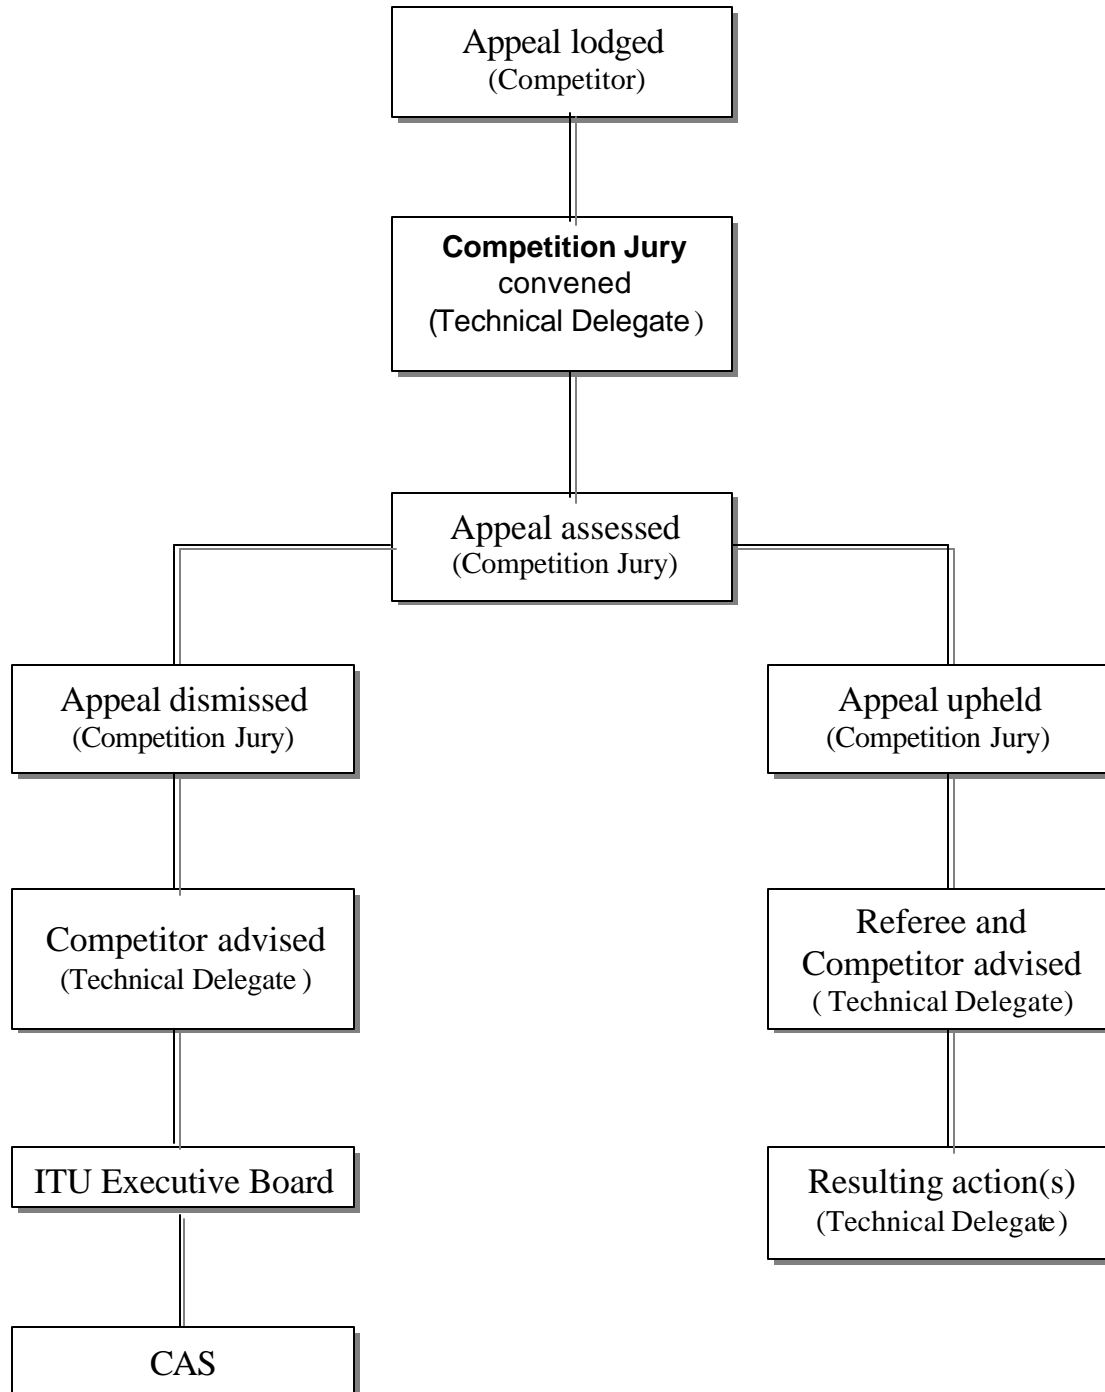 Appeal lodged
(Competitor)
Competition Jury
convened
(Technical Delegate)
Appeal assessed
(Competition Jury)
Appeal dismissed
(Competition Jury)
Appeal upheld
(Competition Jury)
Competitor advised
(Technical Delegate )
Referee and
Competitor advised
( Technical Delegate)
ITU Executive Board
Resulting action(s)
(Technical Delegate)
CAS